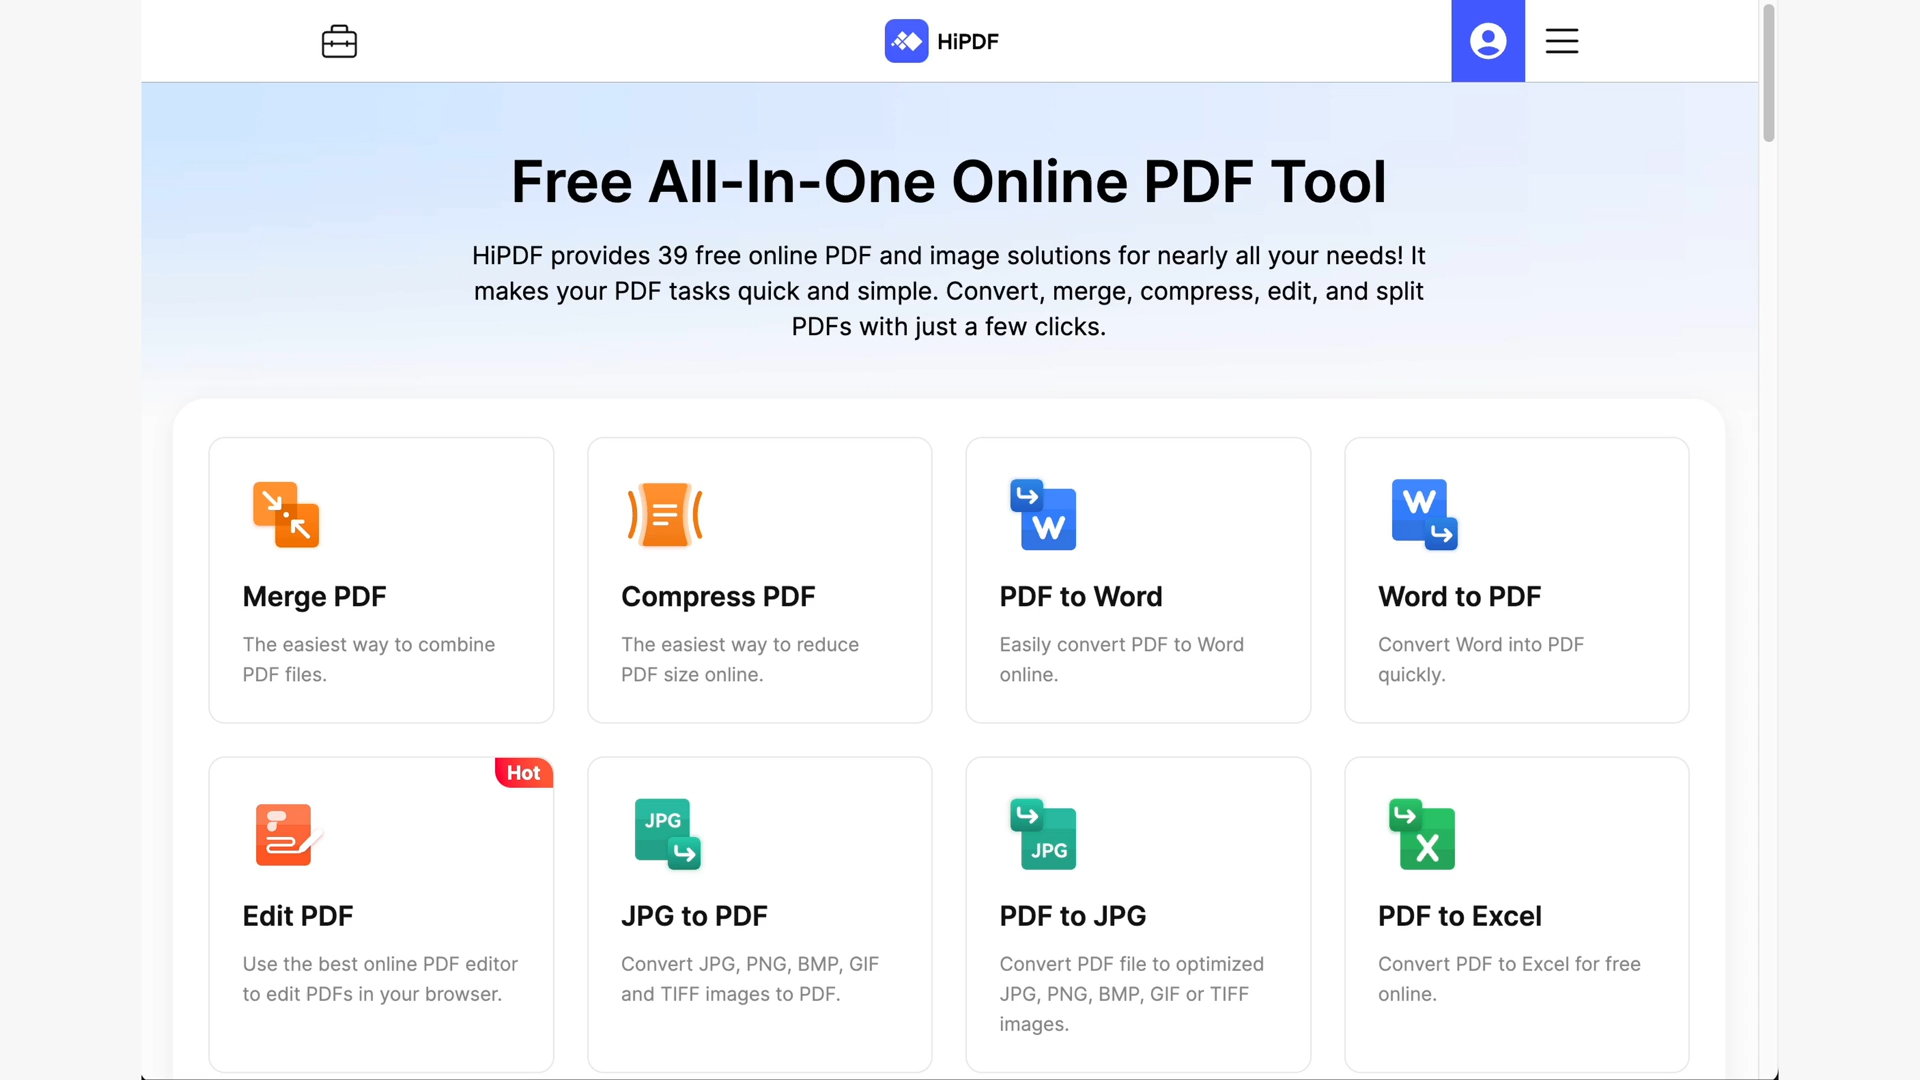 HiPDF
Free All-In-One Online PDF Tool
HiPDF provides 39 free online PDF and image solutions for nearly all your needs! It
makes your PDF tasks quick and simple. Convert, merge, compress, edit, and split
PDFs with just a few clicks.
Merge PDF
The easiest way to combine
PDF files.
Compress PDF
The easiest way to reduce
PDF size online.
W
PDF to Word
Easily convert PDF to Word
online.
W
Word to PDF
Convert Word into PDF
quickly.
Hot
Edit PDF
Use the best online PDF editor
to edit PDFs in your browser.
JPG
JPG to PDF
Convert JPG, PNG, BMP, GIF
and TIFF images to PDF.
JPG
PDF to JPG
Convert PDF file to optimized
JPG, PNG, BMP, GIF or TIFF
images.
X
PDF to Excel
Convert PDF to Excel for free
online.